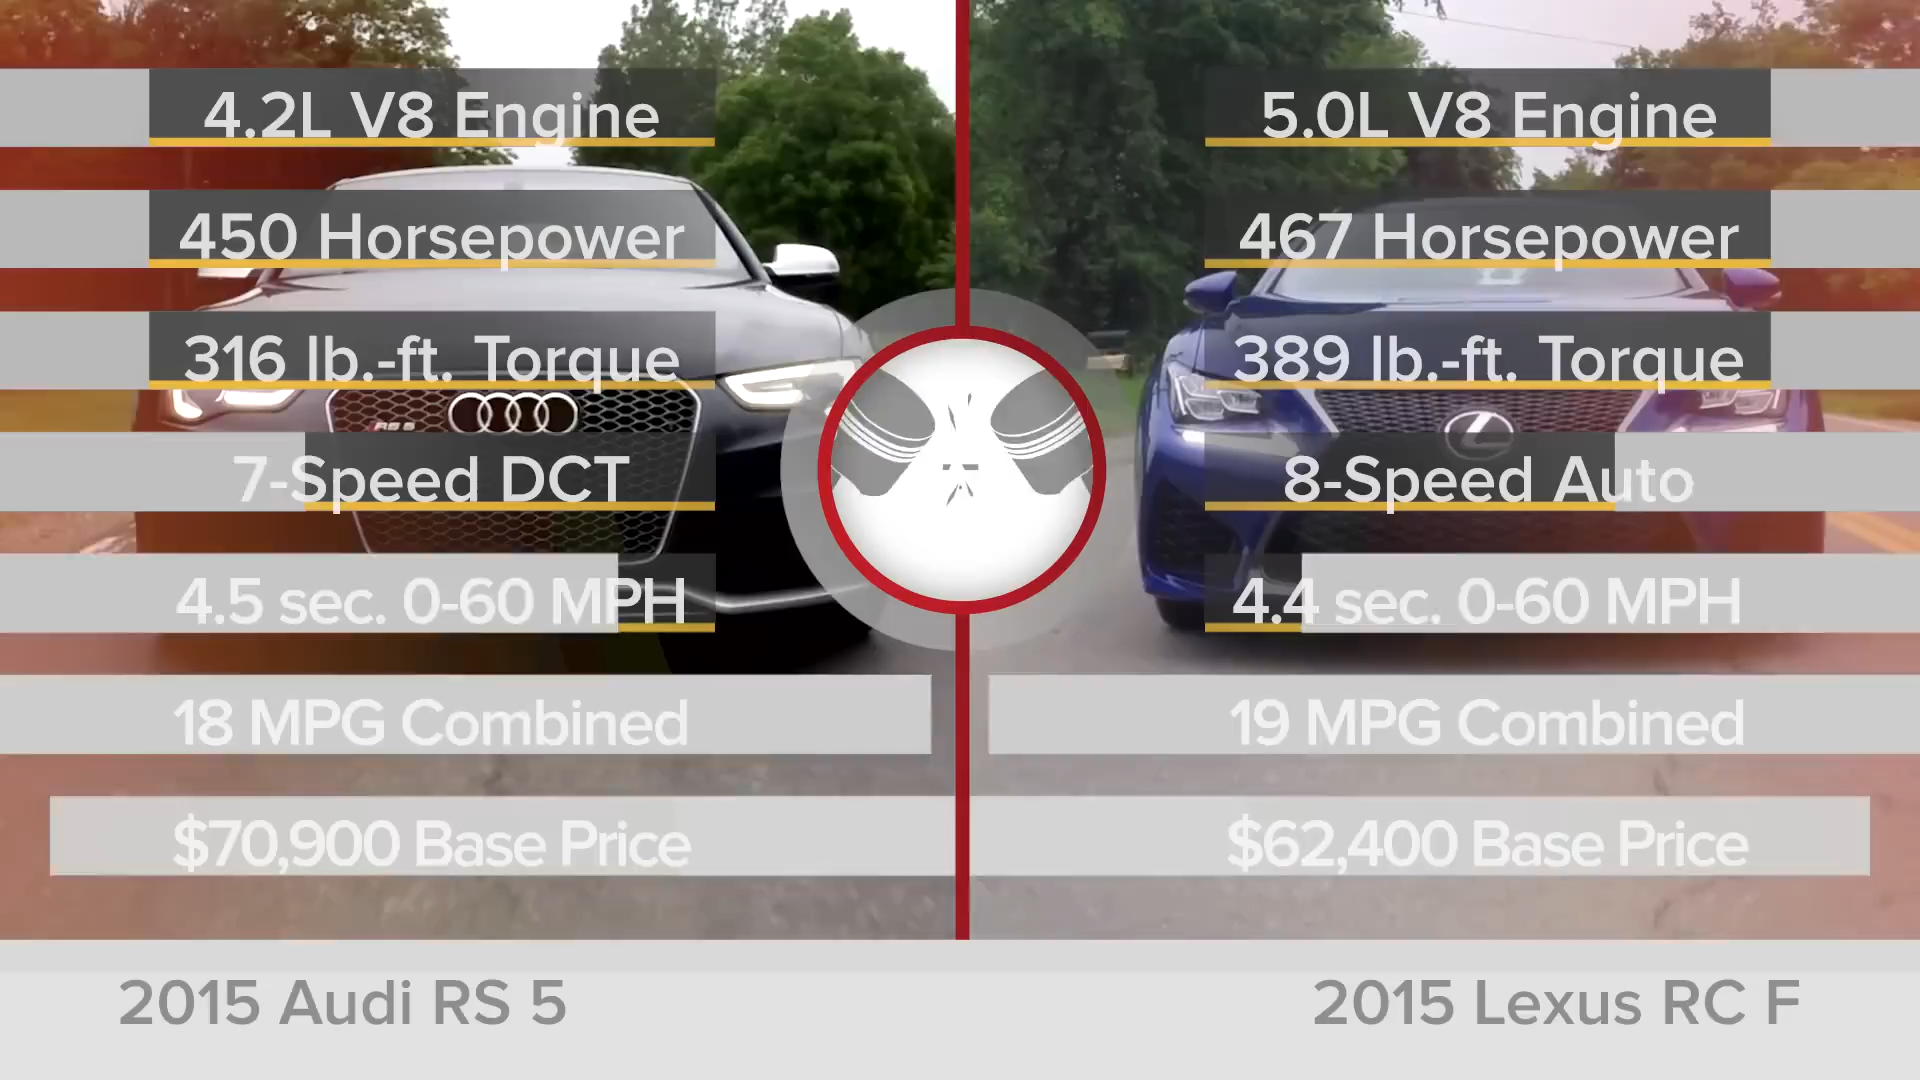 4.2L V8 Engine
450 Horsepower
316 lb.-ft. Torque
RS 5
7-Speed DCT
4.5 sec. 0-60 MPH
18 MPG Combined
$70,900 Base Price
2015 Audi RS 5
5.0L V8 Engine
467 Horsepower
389 lb.-ft. Torque
8-Speed Auto
4.4 sec. 0-60 MPH
19 MPG Combined
$62,400 Base Price
2015 Lexus RC F